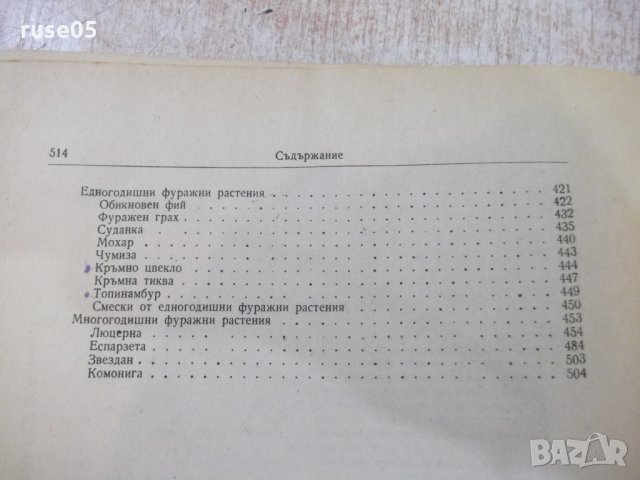 ruse05
514 Съдържание
Едногодишни фуражни растения . . . . . . . . . . . . . . . . . 421
Обикновен фий . . . . . . . . . . . . . . . . . 422
Фуражен грах . . . . . . . . . . . . . . . . . 432
Суданка . . . . . . . . . . . . . . . . . 435
Мохар . . . . . . . . . . . . . . . . . 440
Чумиза . . . . . . . . . . . . . . . . . 443
Кръмно цвекло . . . . . . . . . . . . . . . . . 444
Кръмна тиква . . . . . . . . . . . . . . . . . 447
Топинамбур . . . . . . . . . . . . . . . . . 449
Смески от едногодишни фуражни растения . . . . . . . . . . . . 450
Многогодишни фуражни растения . . . . . . . . . . . . . . . . . 453
Люцерна . . . . . . . . . . . . . . . . . 454
Еспарзета . . . . . . . . . . . . . . . . . 484
Звездан . . . . . . . . . . . . . . . . . 503
Комонига . . . . . . . . . . . . . . . . . 504
BAZAR